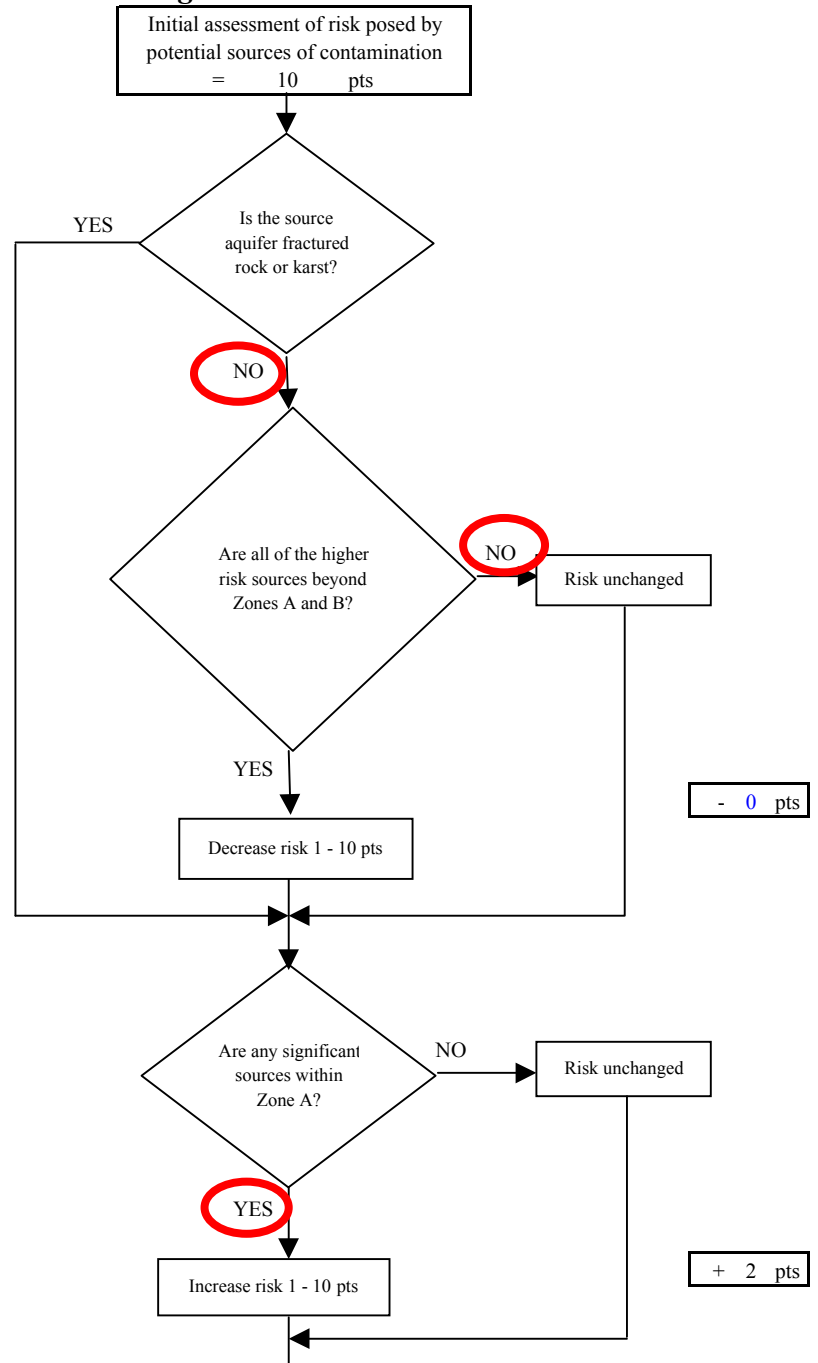 Initial assessment of risk posed by
potential sources of contamination
= 10 pts
YES
Is the source
aquifer fractured
rock or karst?
NO
Are all of the higher
risk sources beyond
Zones A and B?
NO
Risk unchanged
YES
- 0 pts
Decrease risk 1 - 10 pts
Are any significant
sources within
Zone A?
NO
Risk unchanged
YES
+ 2 pts
Increase risk 1 - 10 pts